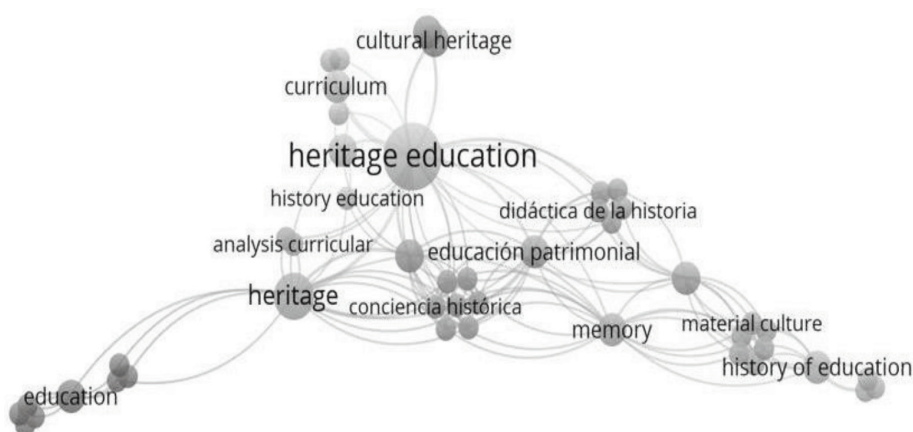 cultural heritage
curriculum
heritage education
history education
didáctica de la historia
analysis curricular
educación patrimonial
heritage
conciencia histórica
memory
material culture
history of education
education